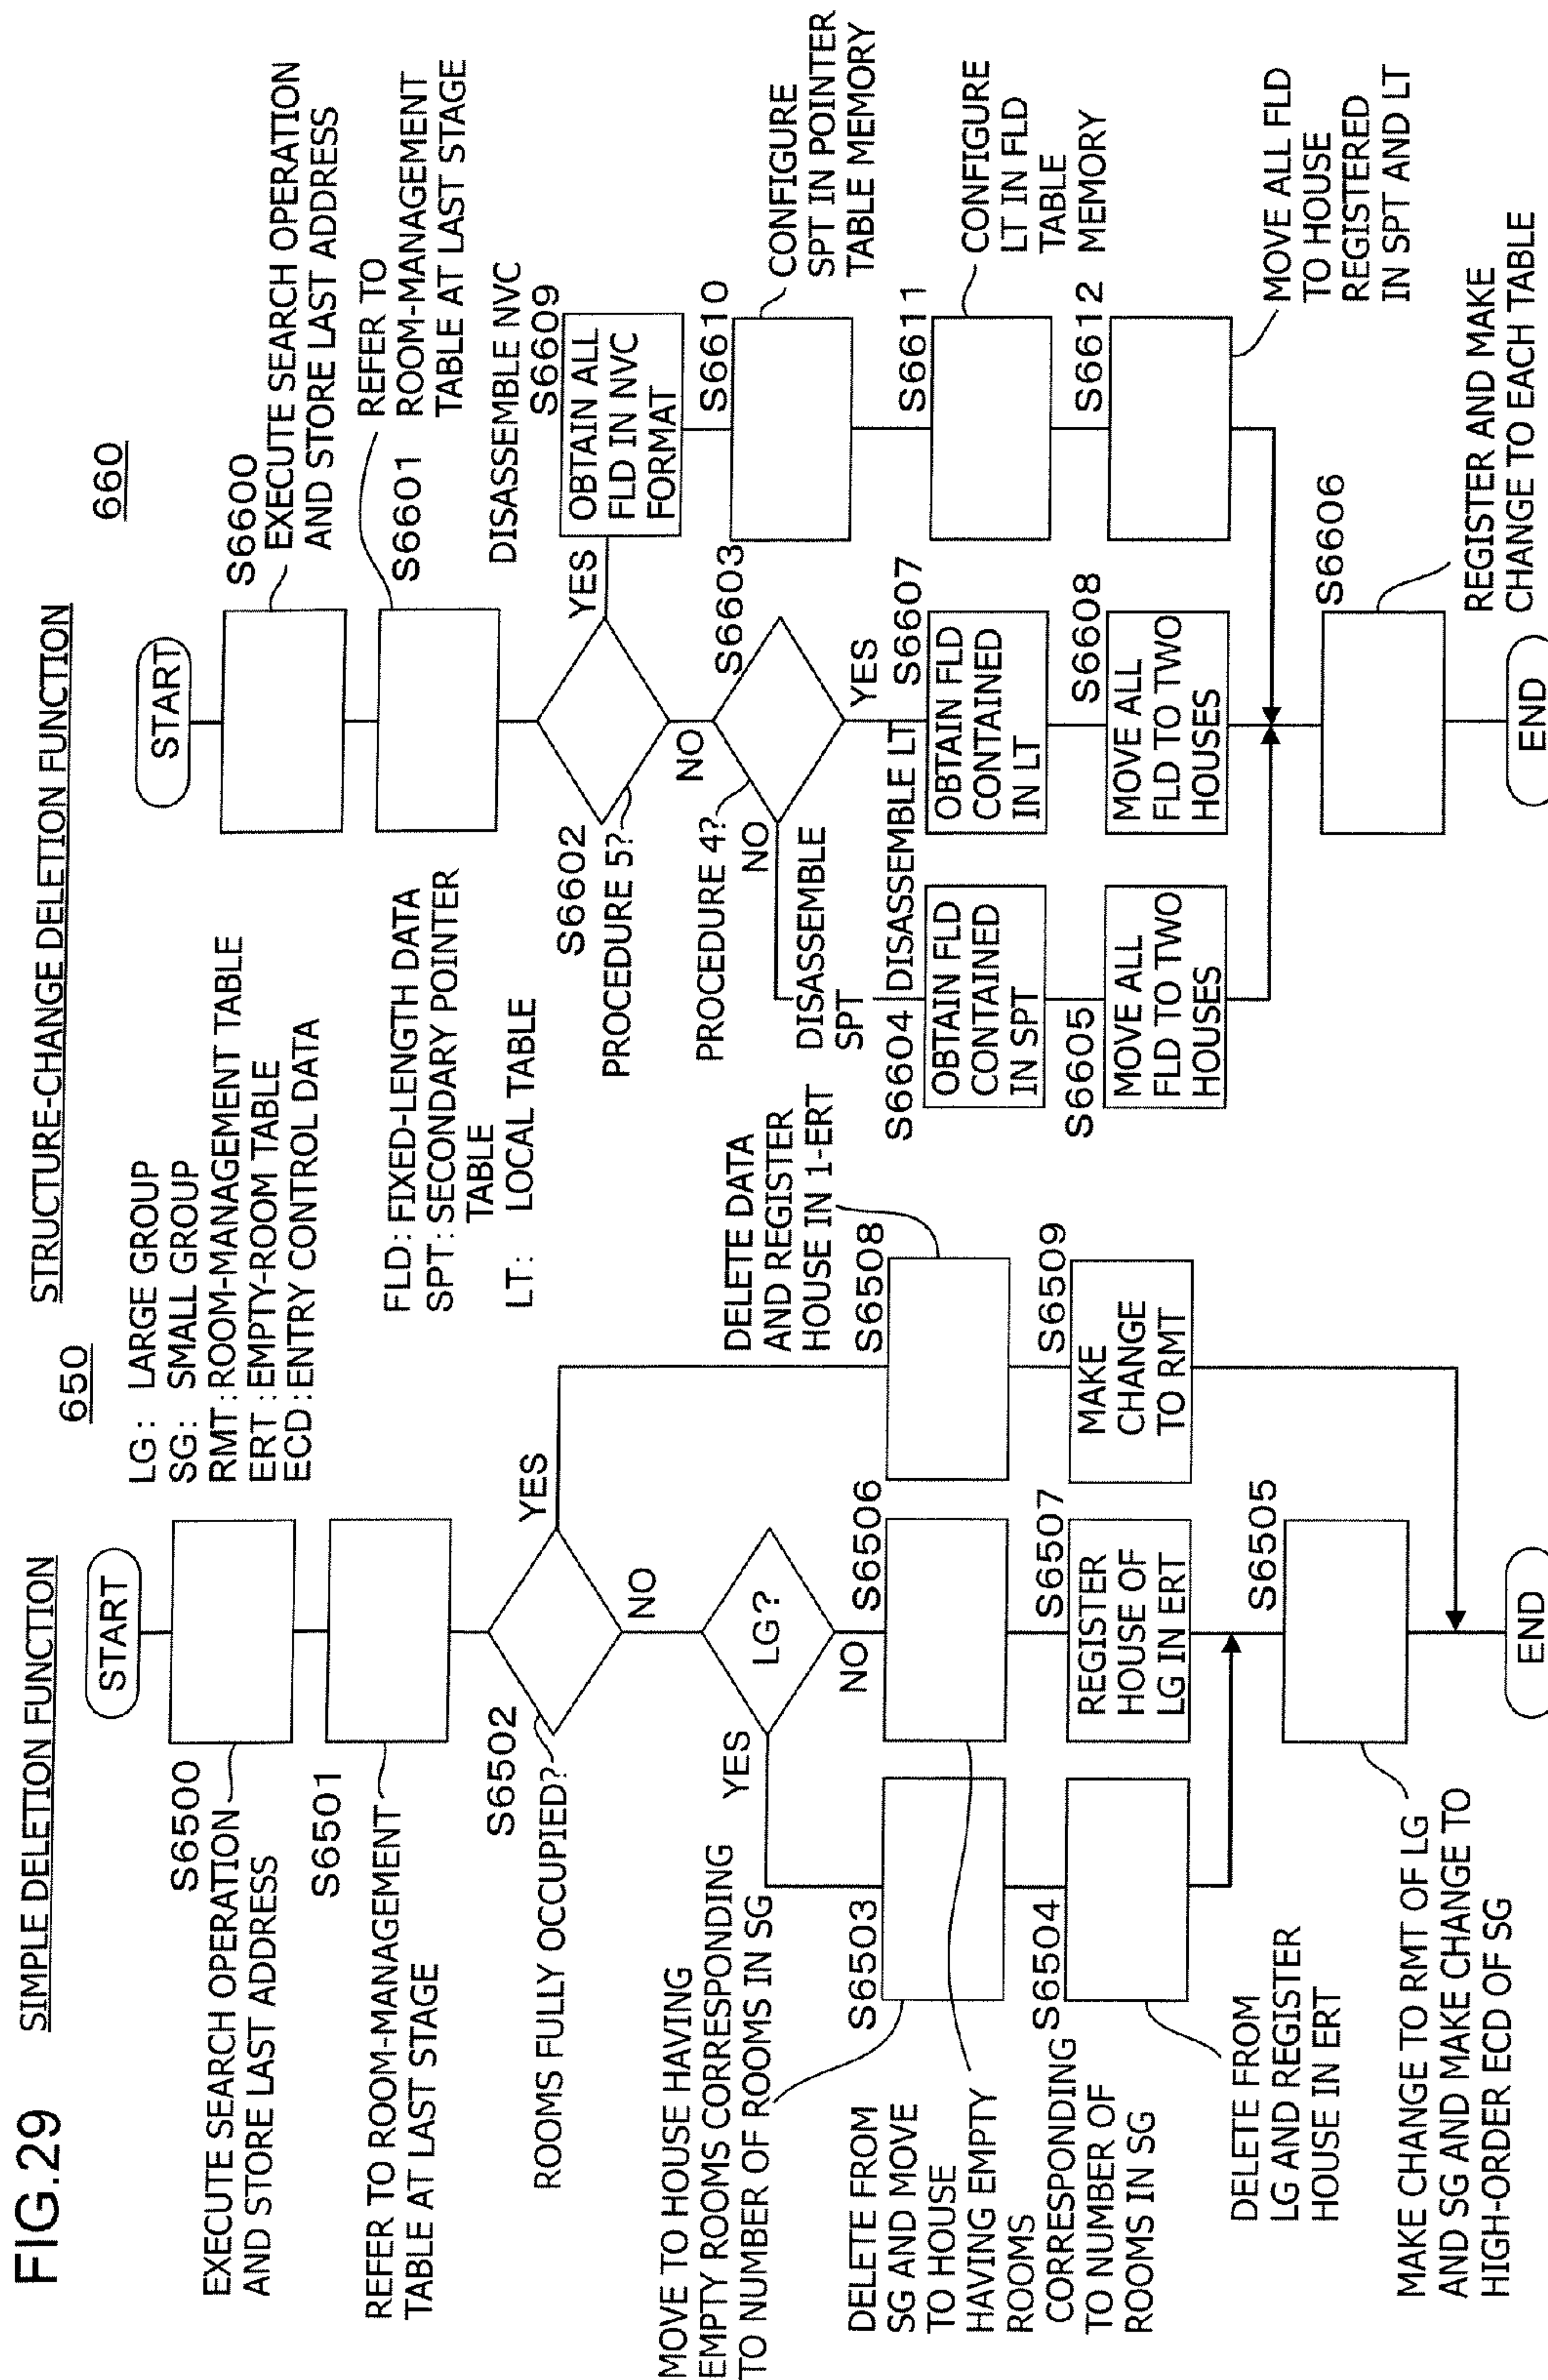 FIG.29
SIMPLE DELETION FUNCTION
650
START
S6500
EXECUTE SEARCH OPERATION
AND STORE LAST ADDRESS
S6501
REFER TO ROOM-MANAGEMENT
TABLE AT LAST STAGE
S6502
ROOMS FULLY OCCUPIED?
YES
NO
LG?
YES
NO
MOVE TO HOUSE HAVING
EMPTY ROOMS CORRESPONDING
TO NUMBER OF ROOMS IN SG
S6503
DELETE FROM
SG AND MOVE
TO HOUSE
HAVING EMPTY
ROOMS
CORRESPONDING
TO NUMBER OF
ROOMS IN SG
S6504
DELETE FROM
LG AND REGISTER
HOUSE IN ERT
S6506
S6507
REGISTER
HOUSE OF
LG IN ERT
S6505
MAKE CHANGE TO RMT OF LG
AND SG AND MAKE CHANGE TO
HIGH-ORDER ECD OF SG
DELETE DATA
AND REGISTER
HOUSE IN 1-ERT
S6508
S6509
MAKE
CHANGE
TO RMT
END
LG : LARGE GROUP
SG : SMALL GROUP
RMT : ROOM-MANAGEMENT TABLE
ERT : EMPTY-ROOM TABLE
ECD : ENTRY CONTROL DATA
FLD : FIXED-LENGTH DATA
SPT : SECONDARY POINTER
TABLE
LT : LOCAL TABLE
STRUCTURE-CHANGE DELETION FUNCTION
660
START
S6600
EXECUTE SEARCH OPERATION
AND STORE LAST ADDRESS
REFER TO
ROOM-MANAGEMENT
TABLE AT LAST STAGE
S6601
S6602
PROCEDURE 5?
YES
NO
DISASSEMBLE NVC
S6609
OBTAIN ALL
FLD IN NVC
FORMAT
S6603
PROCEDURE 4?
NO
YES
DISASSEMBLE
SPT
DISASSEMBLE LT
S6604
OBTAIN FLD
CONTAINED
IN SPT
S6605
MOVE ALL
FLD TO TWO
HOUSES
S6607
OBTAIN FLD
CONTAINED
IN LT
S6608
MOVE ALL
FLD TO TWO
HOUSES
S6610
CONFIGURE
SPT IN POINTER
TABLE MEMORY
S6611
CONFIGURE
LT IN FLD
TABLE
MEMORY
S6612
MOVE ALL FLD
TO HOUSE
REGISTERED
IN SPT AND LT
S6606
REGISTER AND MAKE
CHANGE TO EACH TABLE
END